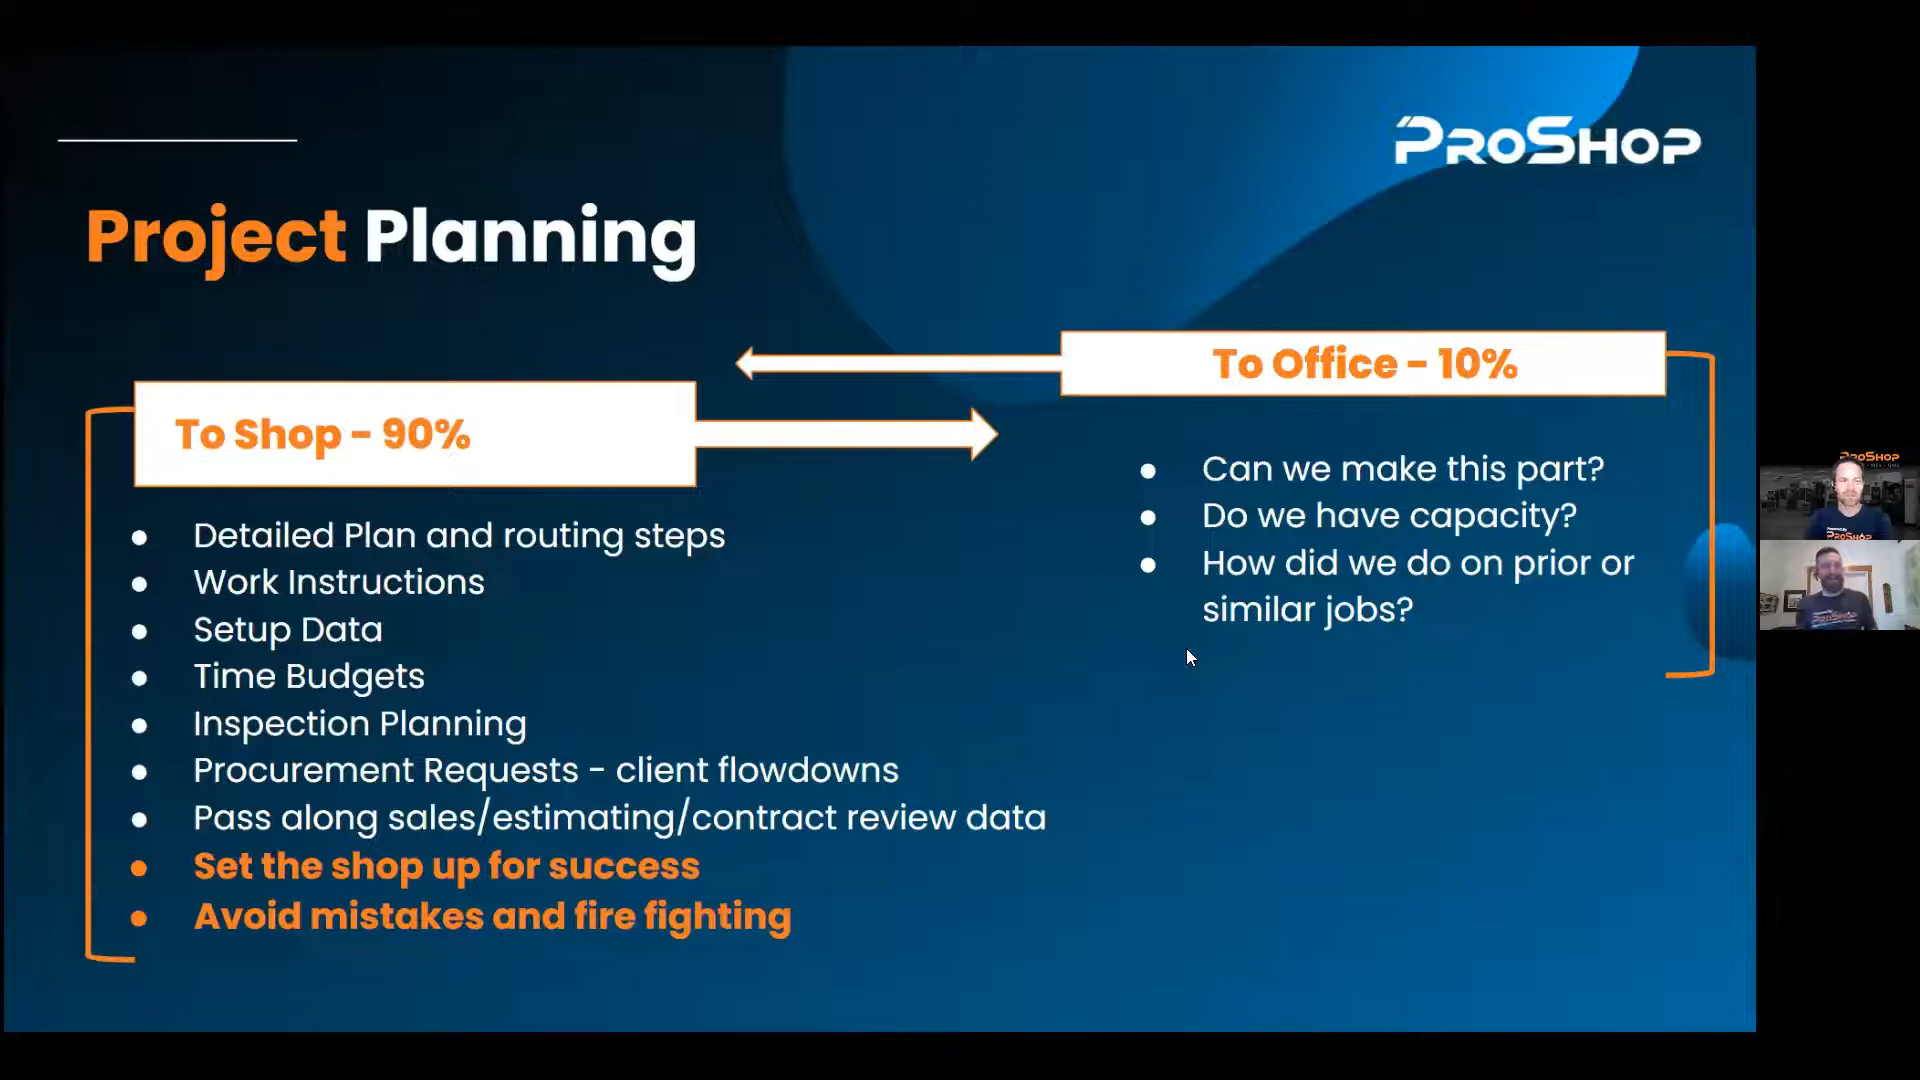 PROSHOP
Project Planning
To Shop - 90%
Detailed Plan and routing steps
Work Instructions
Setup Data
Time Budgets
Inspection Planning
Procurement Requests - client flowdowns
Pass along sales/estimating/contract review data
Set the shop up for success
Avoid mistakes and fire fighting
To Office - 10%
Can we make this part?
Do we have capacity?
How did we do on prior or
similar jobs?
PROSHOP
PROSHOP
PROSHOP